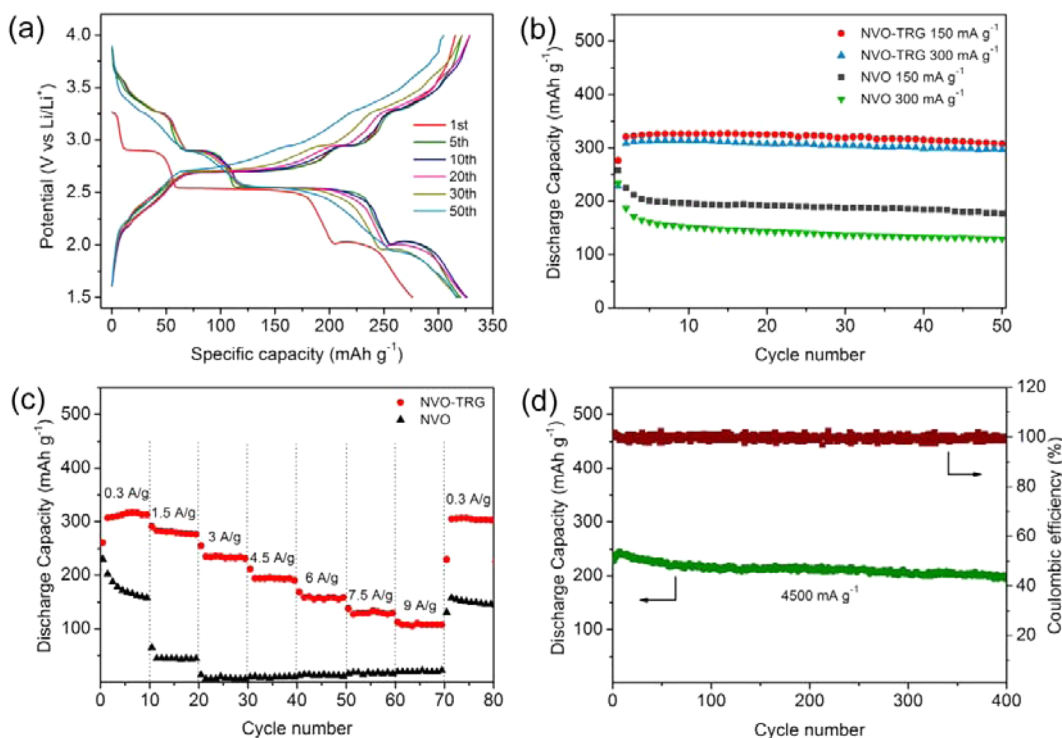 (a)
4.0
3.5
3.0
2.5
2.0
1.5
Potential (V vs Li/Li⁺)
1st
5th
10th
20th
30th
50th
0 50 100 150 200 250 300 350
Specific capacity (mAh g⁻¹)
(b)
500
400
300
200
100
0
Discharge Capacity (mAh g⁻¹)
NVO-TRG 150 mA g⁻¹
NVO-TRG 300 mA g⁻¹
NVO 150 mA g⁻¹
NVO 300 mA g⁻¹
10 20 30 40 50
Cycle number
(c)
500
400
300
200
100
Discharge Capacity (mAh g⁻¹)
NVO-TRG
NVO
0.3 A/g
1.5 A/g
3 A/g
4.5 A/g
6 A/g
7.5 A/g
9 A/g
0.3 A/g
0 10 20 30 40 50 60 70 80
Cycle number
(d)
500
400
300
200
100
Discharge Capacity (mAh g⁻¹)
4500 mA g⁻¹
120
100
80
60
40
20
Coulombic efficiency (%)
0 100 200 300 400
Cycle number